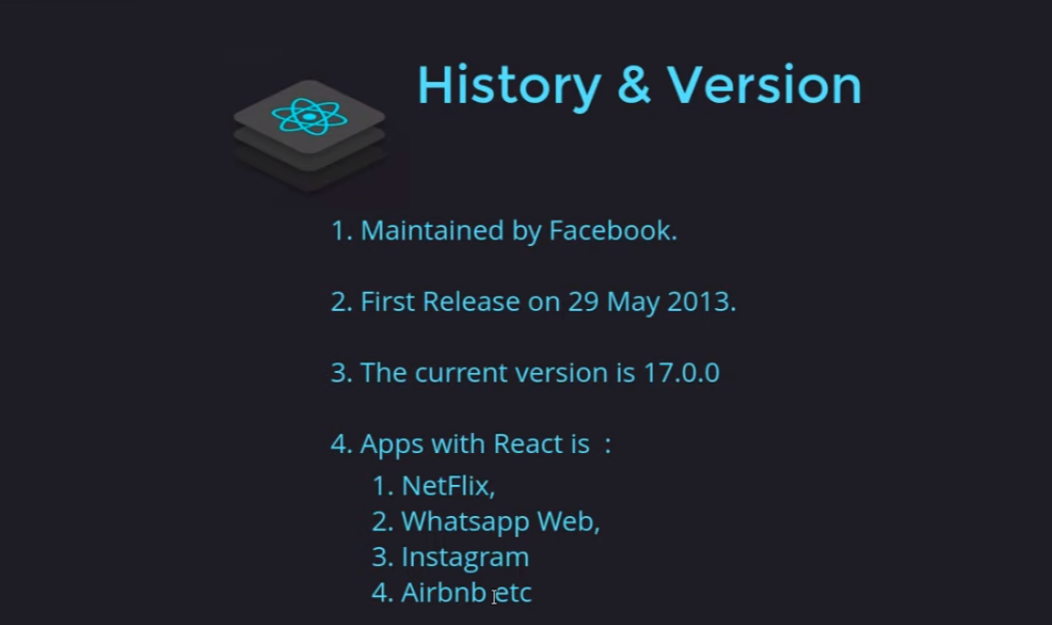 History & Version
1. Maintained by Facebook.
2. First Release on 29 May 2013.
3. The current version is 17.0.0
4. Apps with React is :
1. NetFlix,
2. Whatsapp Web,
3. Instagram
4. Airbnb etc